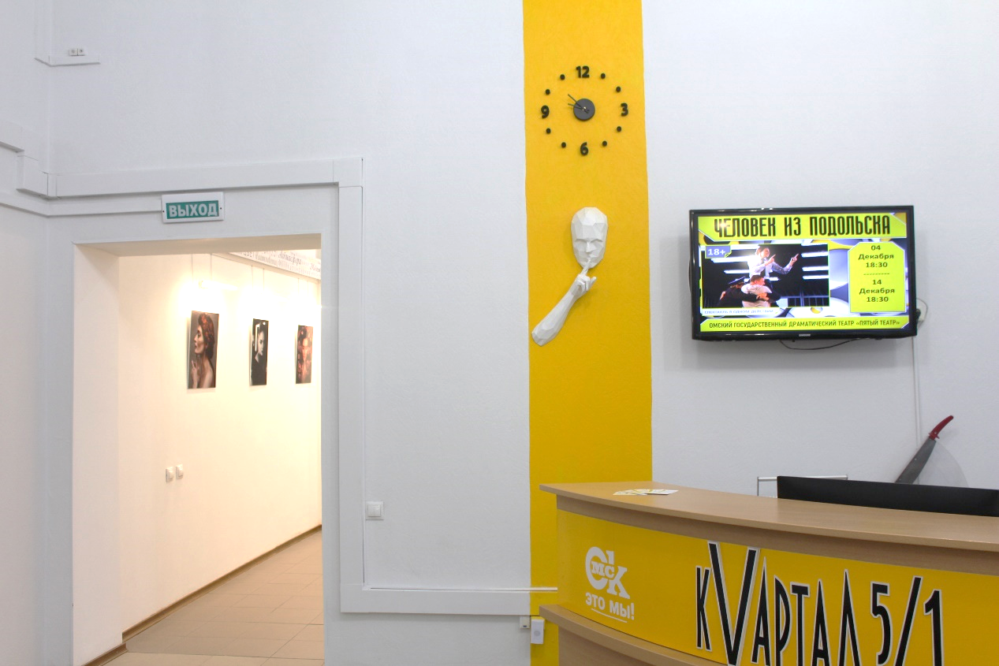 12
9
3
6
ВЫХОД
ЧЕЛОВЕК ИЗ ПОДОЛЬСКА
18+
04
Декабря
18:30
----------
14
Декабря
18:30
ОМСКИЙ ГОСУДАРСТВЕННЫЙ ДРАМАТИЧЕСКИЙ ТЕАТР «ПЯТЫЙ ТЕАТР»
ОМСК
ЭТО МЫ!
КVАРТАЛ 5/1